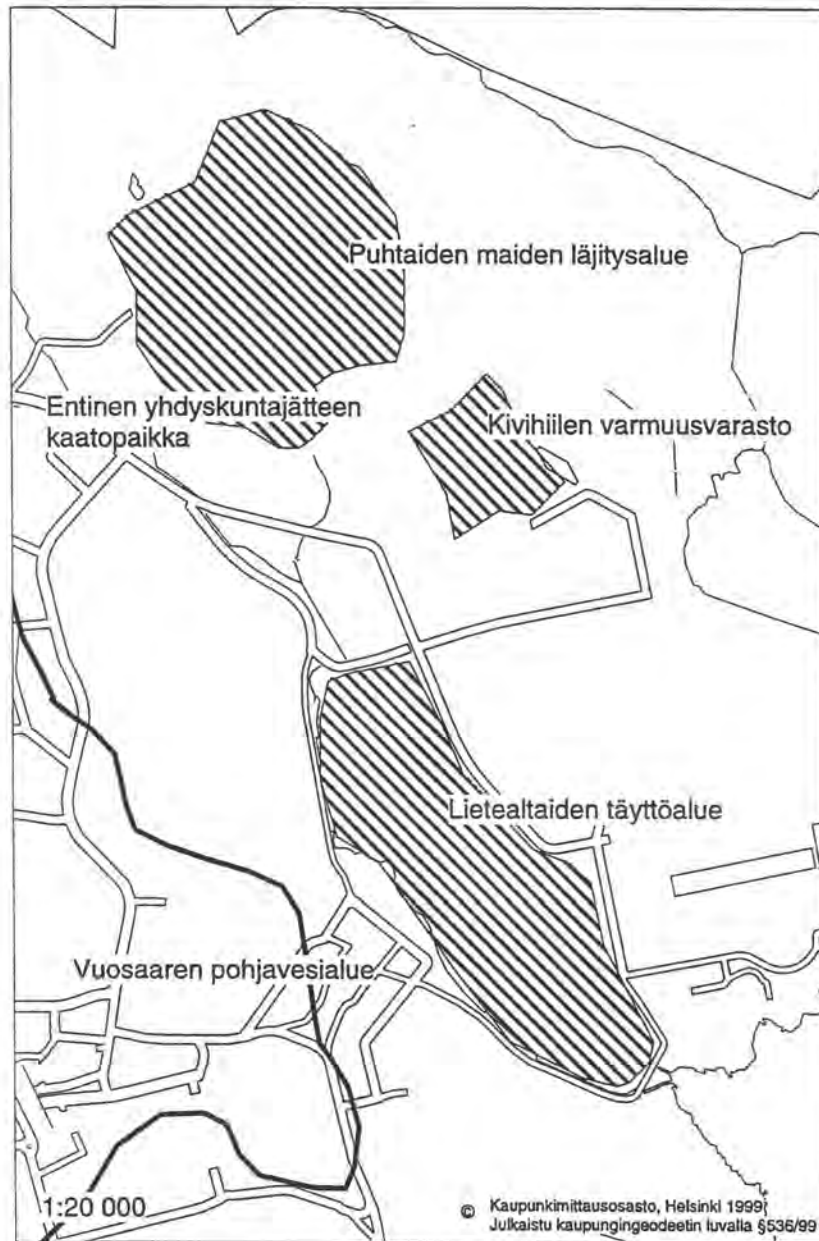 Puhtaiden maiden läjitysalue
Entinen yhdyskuntajätteen
kaatopaikka
Kivihiilen varmuusvarasto
Lietealtaiden täyttöalue
Vuosaaren pohjavesialue
1:20 000
© Kaupunkimittausosasto, Helsinki 1999
Julkaistu kaupungingeodeetin luvalla §536/99